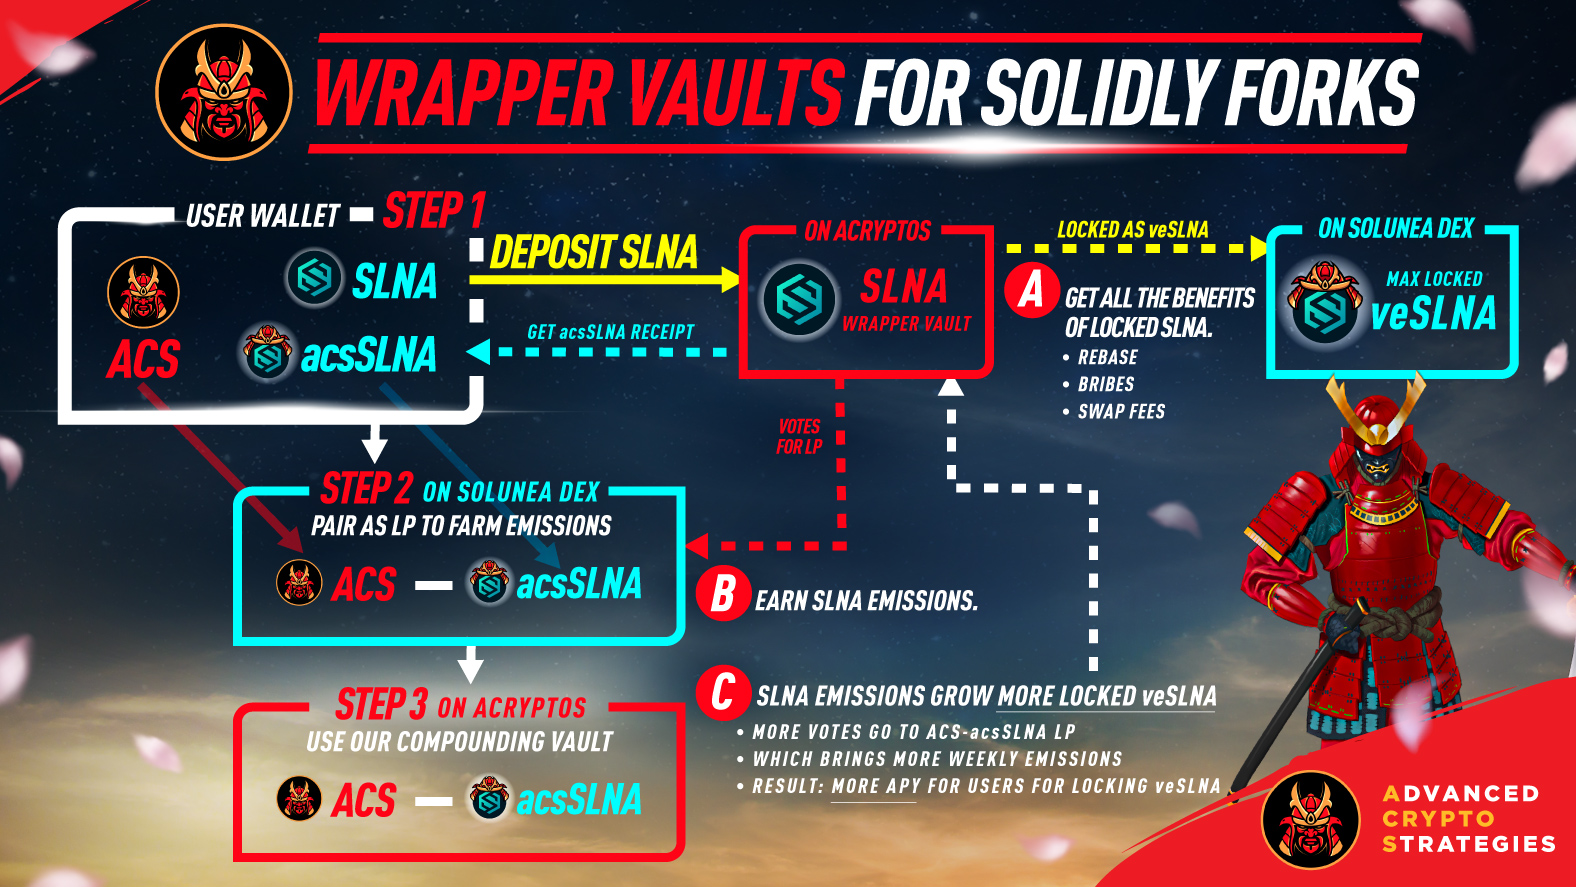 WRAPPER VAULTS FOR SOLIDLY FORKS
USER WALLET
STEP 1
SLNA
ACS
acsSLNA
DEPOSIT SLNA
GET acsSLNA RECEIPT
ON ACRYPTOS
SLNA
WRAPPER VAULT
LOCKED AS veSLNA
A
GET ALL THE BENEFITS
OF LOCKED SLNA.
• REBASE
• BRIBES
• SWAP FEES
ON SOLUNEA DEX
MAX LOCKED
veSLNA
VOTES
FOR LP
STEP 2 ON SOLUNEA DEX
PAIR AS LP TO FARM EMISSIONS
ACS — acsSLNA
B
EARN SLNA EMISSIONS.
STEP 3 ON ACRYPTOS
USE OUR COMPOUNDING VAULT
ACS — acsSLNA
C
SLNA EMISSIONS GROW MORE LOCKED veSLNA
• MORE VOTES GO TO ACS-acsSLNA LP
• WHICH BRINGS MORE WEEKLY EMISSIONS
• RESULT: MORE APY FOR USERS FOR LOCKING veSLNA
ADVANCED
CRYPTO
STRATEGIES